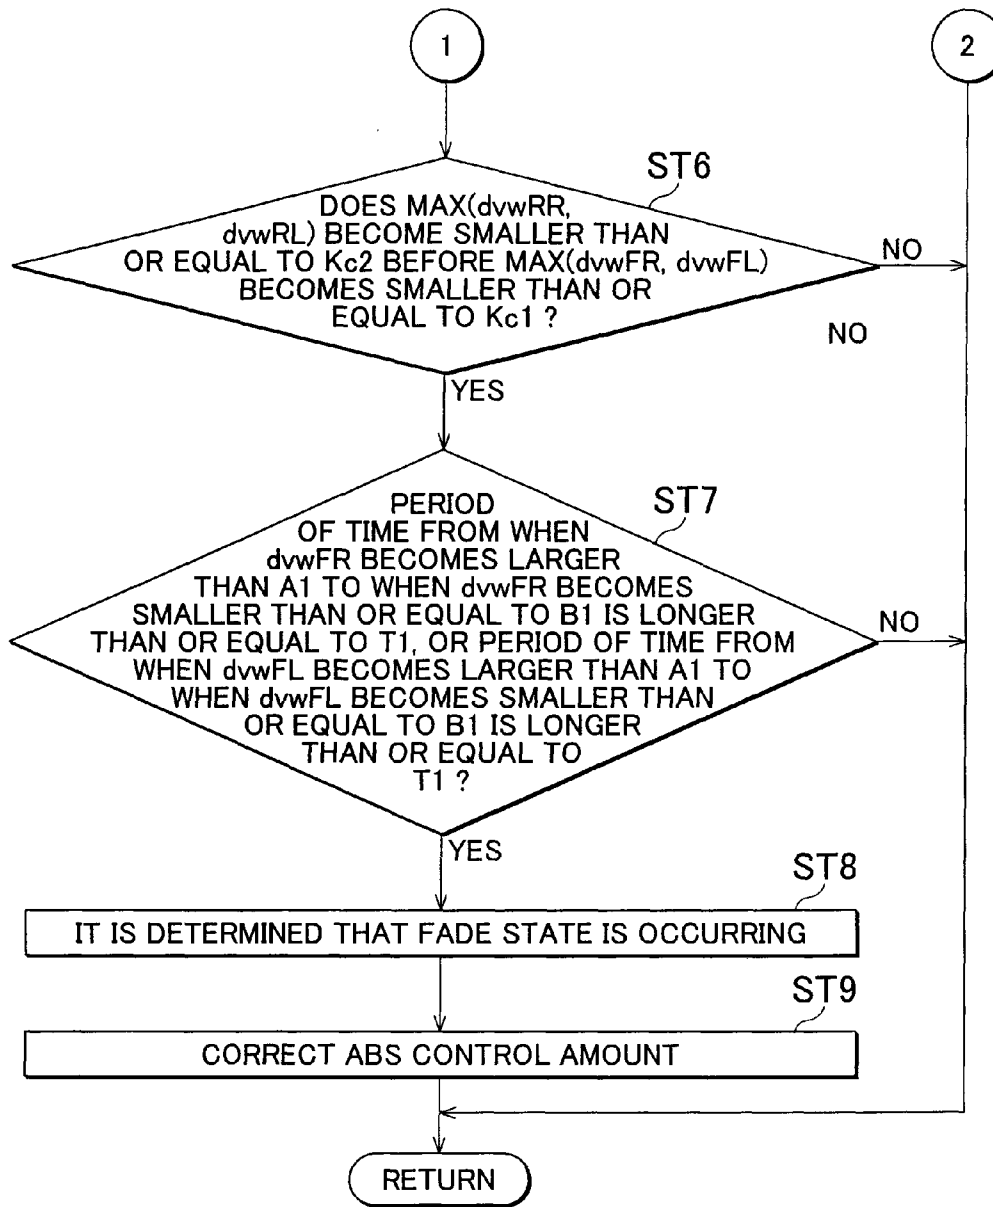 1
2
ST6
DOES MAX(dvwRR,
dvwRL) BECOME SMALLER THAN
OR EQUAL TO Kc2 BEFORE MAX(dvwFR, dvwFL)
BECOMES SMALLER THAN OR
EQUAL TO Kc1 ?
NO
NO
YES
ST7
PERIOD
OF TIME FROM WHEN
dvwFR BECOMES LARGER
THAN A1 TO WHEN dvwFR BECOMES
SMALLER THAN OR EQUAL TO B1 IS LONGER
THAN OR EQUAL TO T1, OR PERIOD OF TIME FROM
WHEN dvwFL BECOMES LARGER THAN A1 TO
WHEN dvwFL BECOMES SMALLER THAN
OR EQUAL TO B1 IS LONGER
THAN OR EQUAL TO
T1 ?
NO
YES
ST8
IT IS DETERMINED THAT FADE STATE IS OCCURRING
ST9
CORRECT ABS CONTROL AMOUNT
RETURN